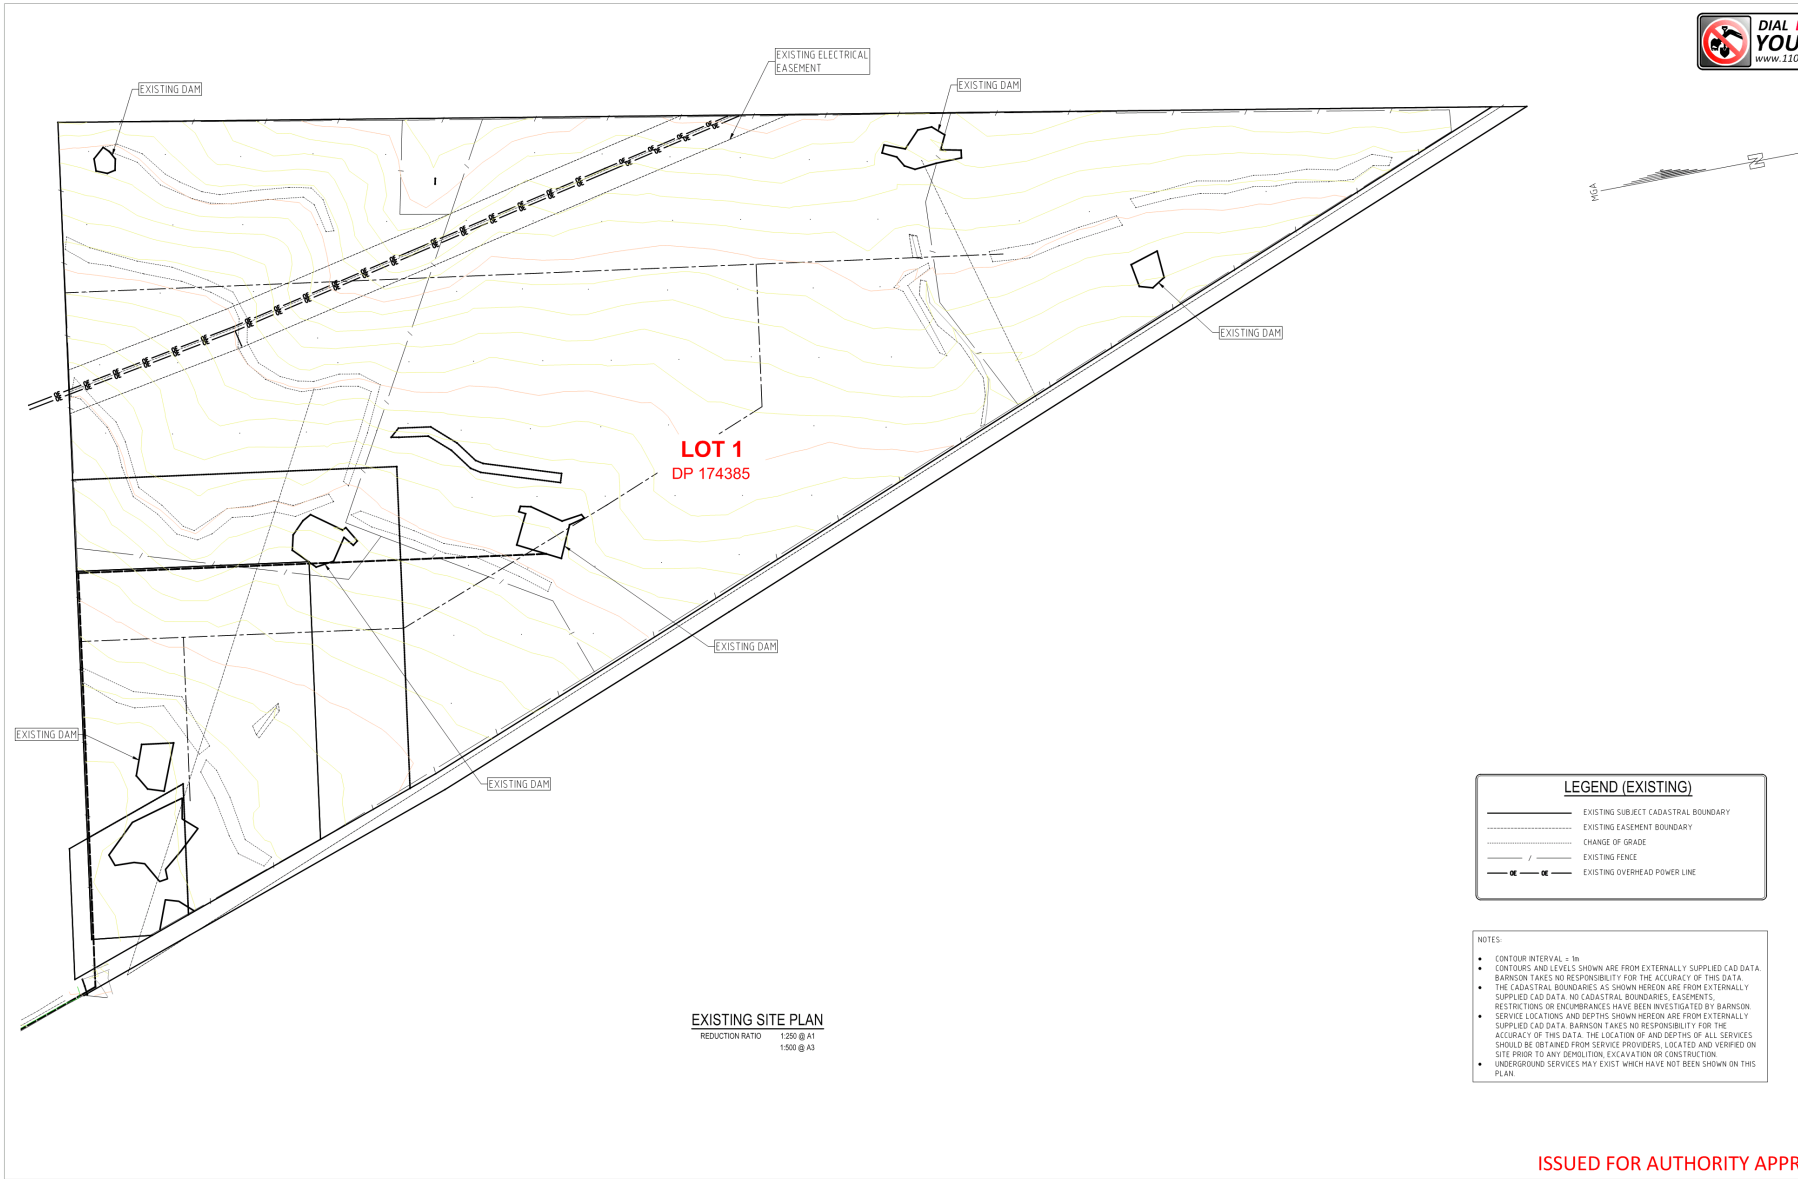 DIAL
YOU
www.110
EXISTING ELECTRICAL
EASEMENT
EXISTING DAM
EXISTING DAM
MGA
N
EXISTING DAM
LOT 1
DP 174385
EXISTING DAM
EXISTING DAM
EXISTING DAM
OE OE
LEGEND (EXISTING)
EXISTING SUBJECT CADASTRAL BOUNDARY
EXISTING EASEMENT BOUNDARY
CHANGE OF GRADE
EXISTING FENCE
OE OE EXISTING OVERHEAD POWER LINE
NOTES:
• CONTOUR INTERVAL = 1m
• CONTOURS AND LEVELS SHOWN ARE FROM EXTERNALLY SUPPLIED CAD DATA.
BARNSON TAKES NO RESPONSIBILITY FOR THE ACCURACY OF THIS DATA.
• THE CADASTRAL BOUNDARIES AS SHOWN HEREON ARE FROM EXTERNALLY
SUPPLIED CAD DATA. NO CADASTRAL BOUNDARIES, EASEMENTS,
RESTRICTIONS OR ENCUMBRANCES HAVE BEEN INVESTIGATED BY BARNSON.
• SERVICE LOCATIONS AND DEPTHS SHOWN HEREON ARE FROM EXTERNALLY
SUPPLIED CAD DATA. BARNSON TAKES NO RESPONSIBILITY FOR THE
ACCURACY OF THIS DATA. THE LOCATION OF AND DEPTHS OF ALL SERVICES
SHOULD BE OBTAINED FROM SERVICE PROVIDERS, LOCATED AND VERIFIED ON
SITE PRIOR TO ANY DEMOLITION, EXCAVATION OR CONSTRUCTION.
• UNDERGROUND SERVICES MAY EXIST WHICH HAVE NOT BEEN SHOWN ON THIS
PLAN.
EXISTING SITE PLAN
REDUCTION RATIO 1:250 @ A1
1:500 @ A3
ISSUED FOR AUTHORITY APPR